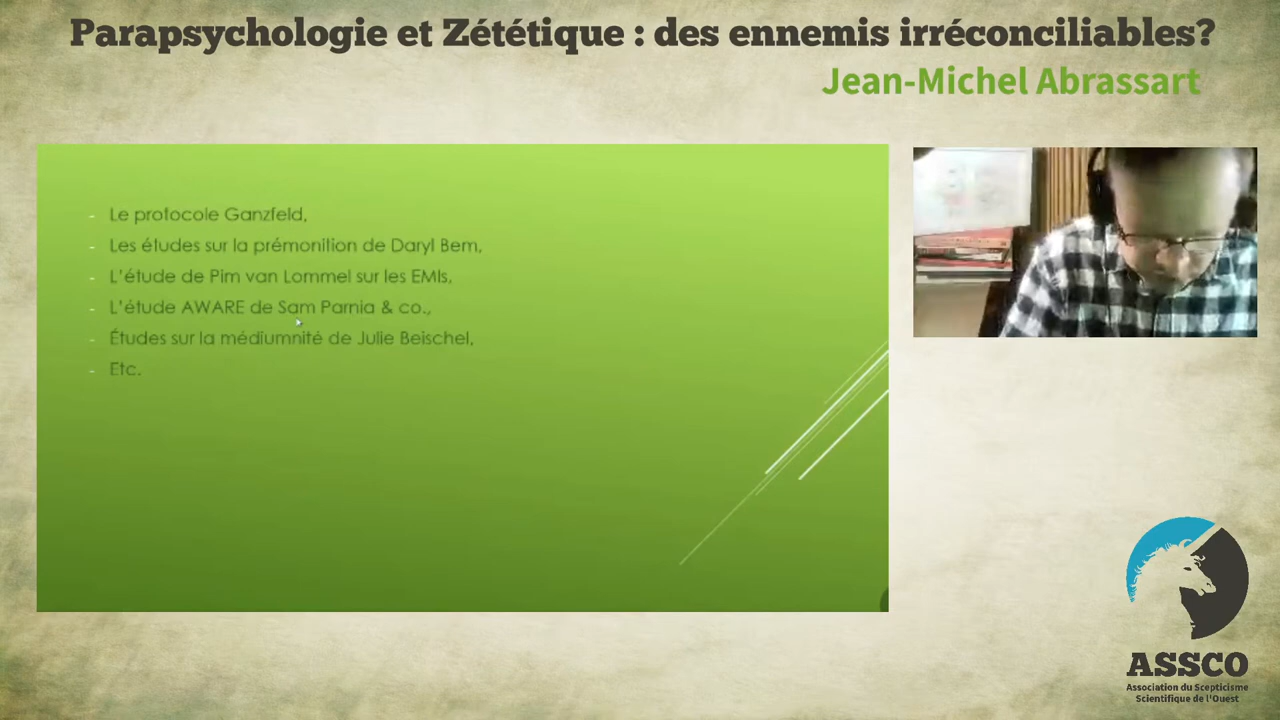 Parapsychologie et Zététique : des ennemis irréconciliables?
Jean-Michel Abrassart
- Le protocole Ganzfeld,
- Les études sur la prémonition de Daryl Bem,
- L'étude de Pim van Lommel sur les EMIs,
- L'étude AWARE de Sam Parnia & co.,
- Études sur la médiumnité de Julie Beischel,
- Etc.
ASSCO
Association du Scepticisme
Scientifique de l'Ouest